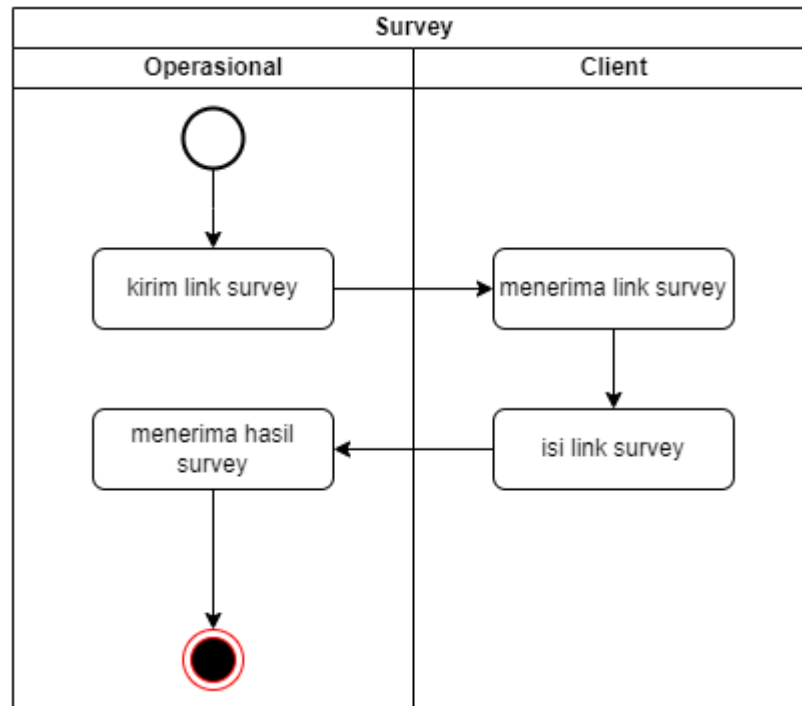 Survey
Operasional
Client
kirim link survey
menerima link survey
menerima hasil
survey
isi link survey